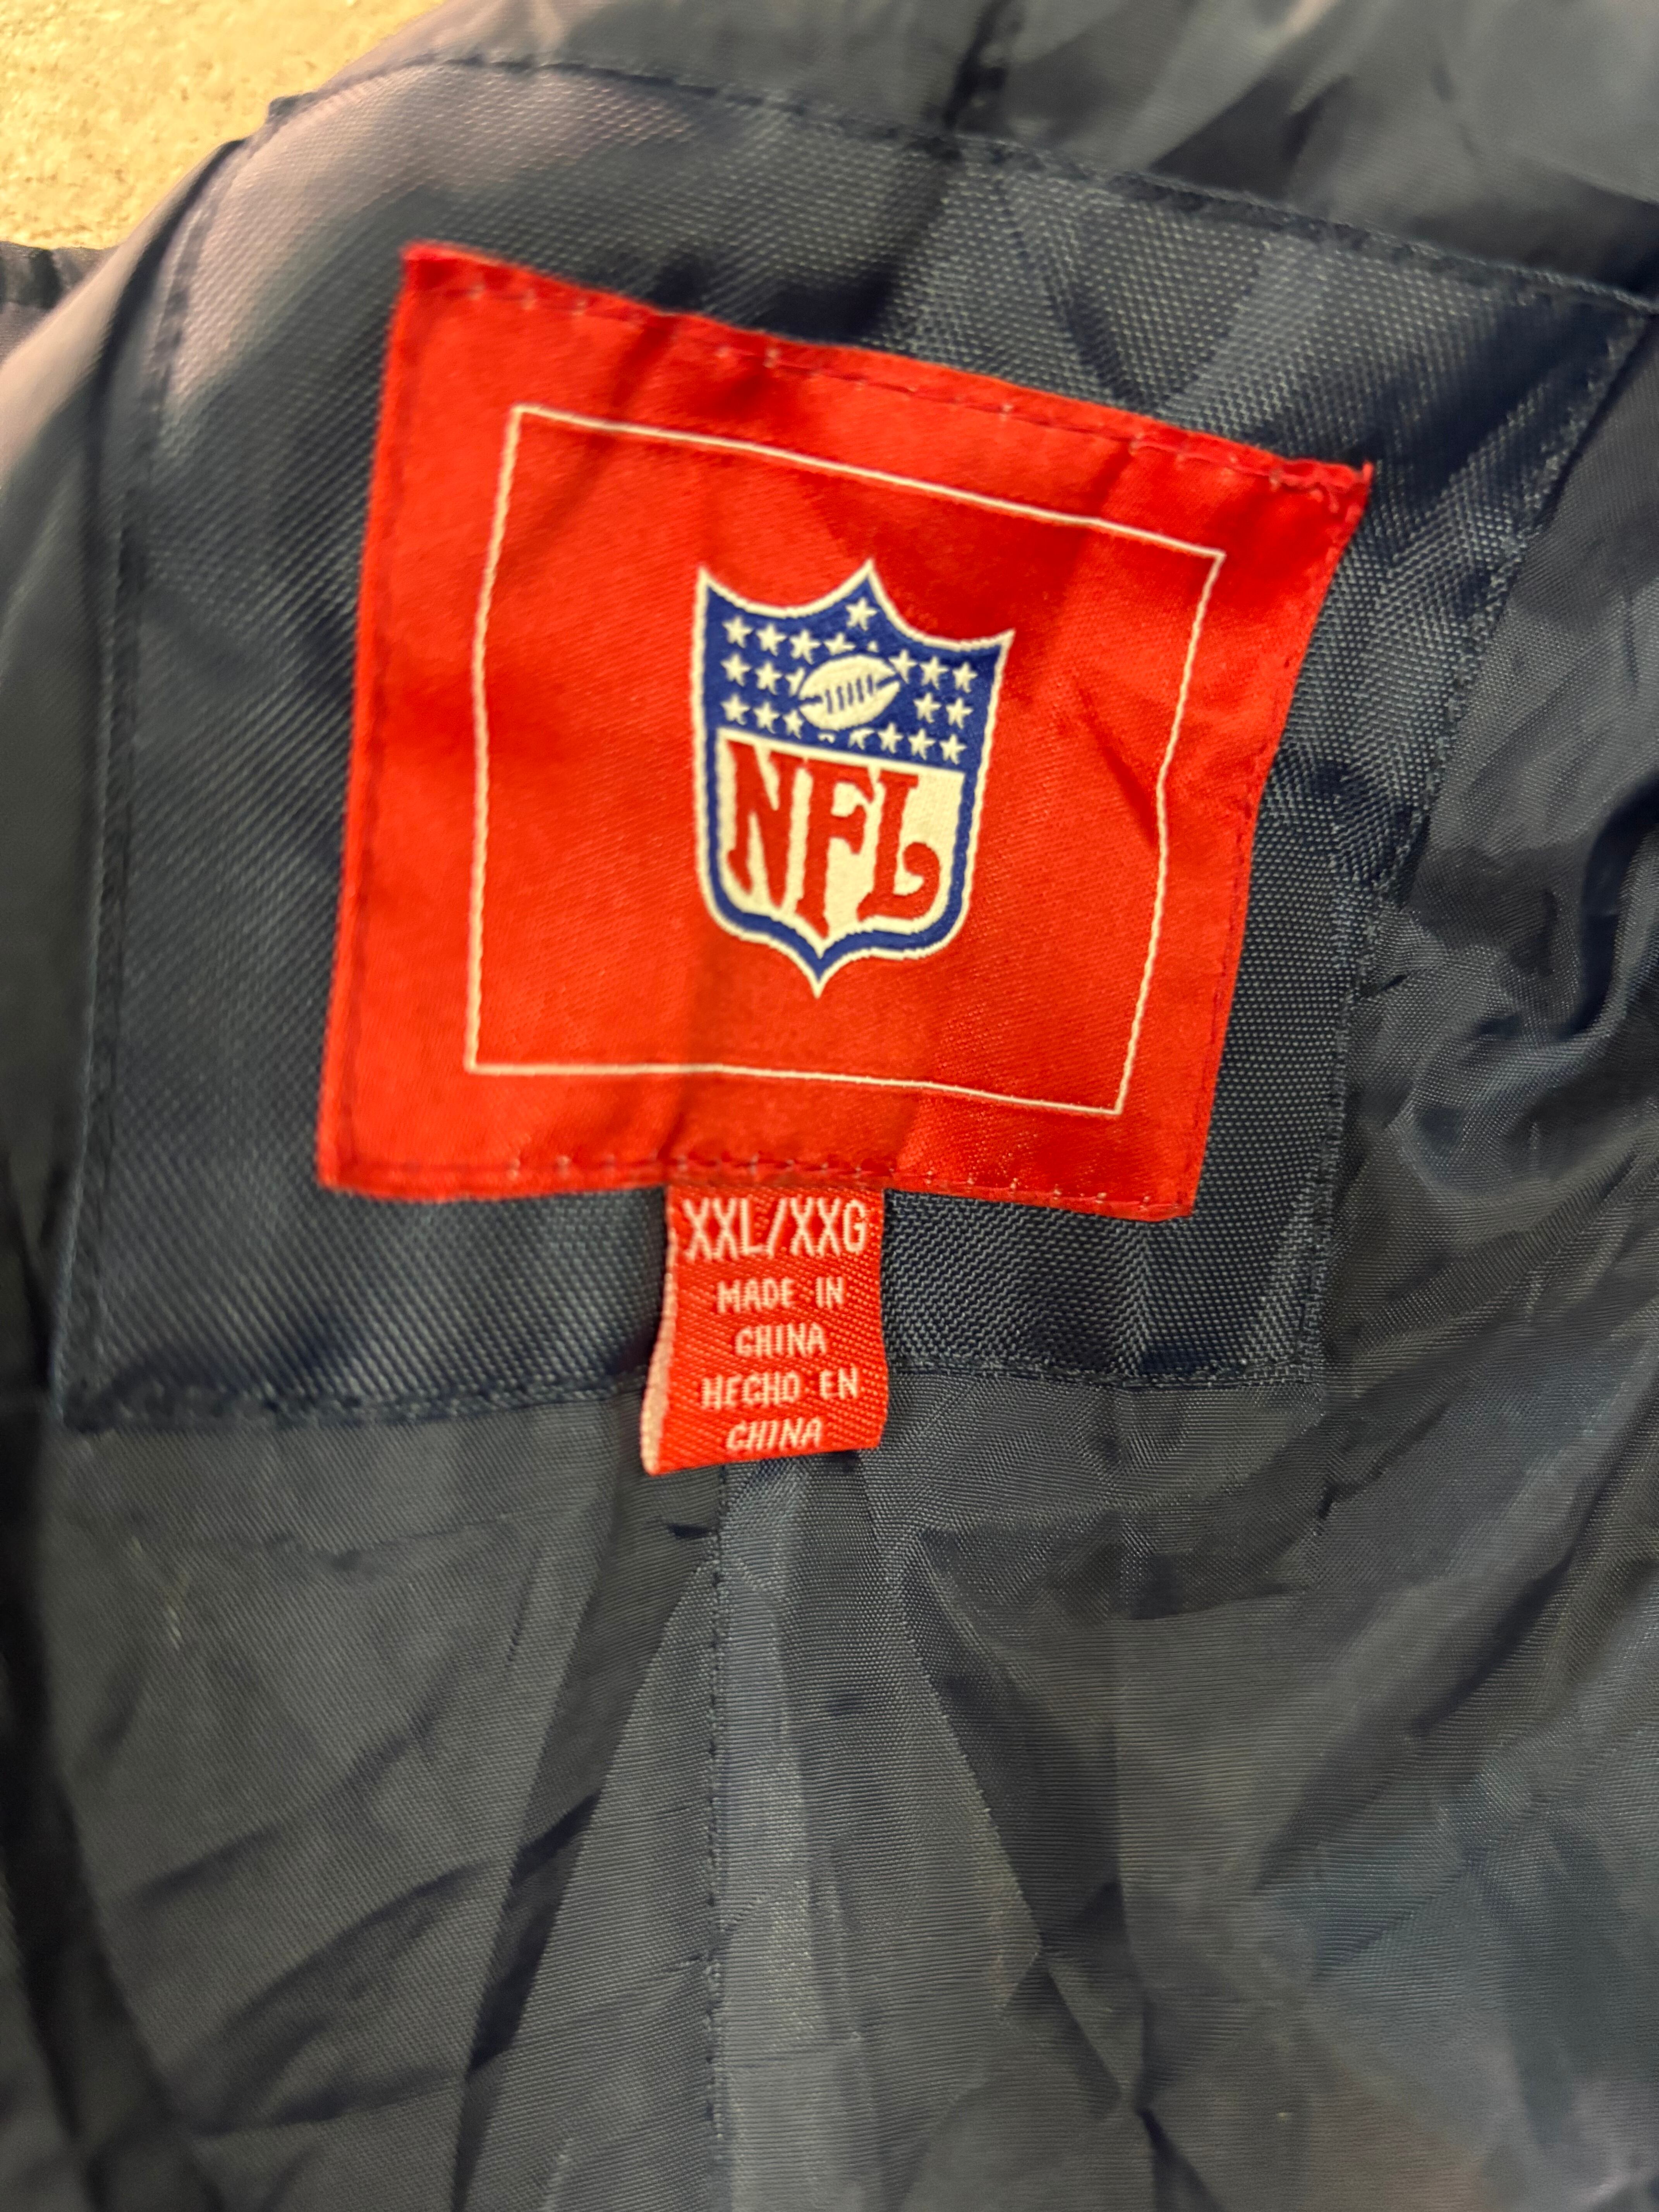 NFL
XXL/XXG
MADE IN
CHINA
HECHO EN
CHINA